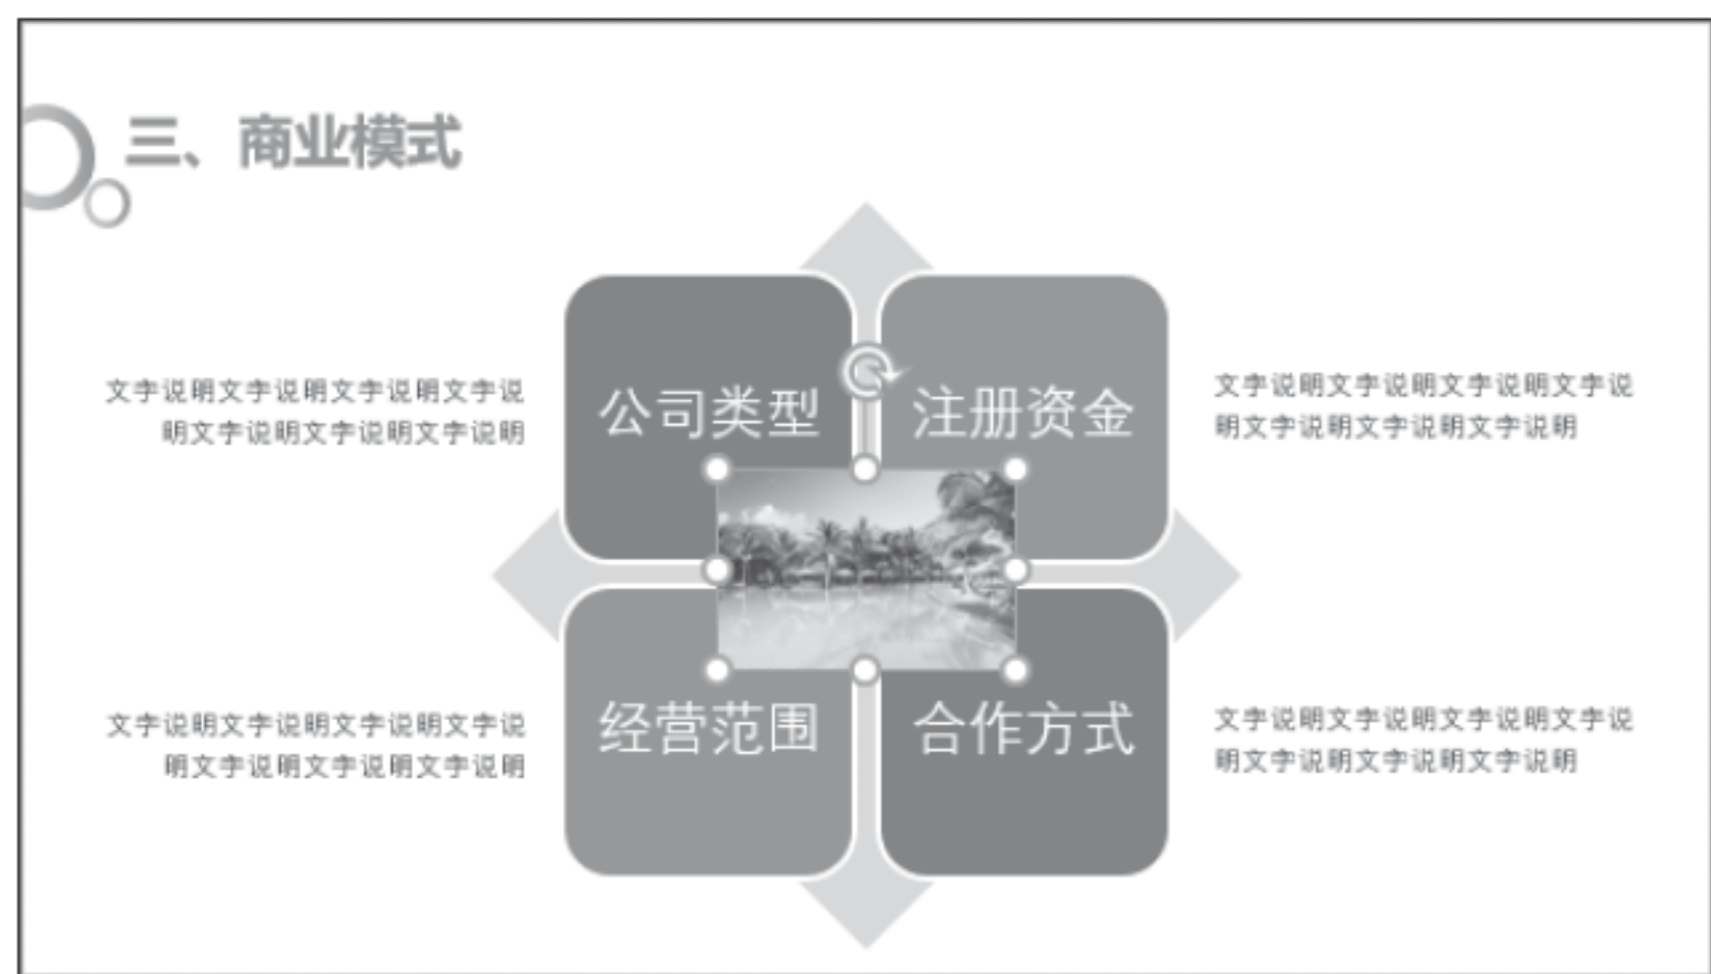 三、商业模式
文字说明文字说明文字说明文字说
明文字说明文字说明文字说明
公司类型
注册资金
文字说明文字说明文字说明文字说
明文字说明文字说明文字说明
文字说明文字说明文字说明文字说
明文字说明文字说明文字说明
经营范围
合作方式
文字说明文字说明文字说明文字说
明文字说明文字说明文字说明